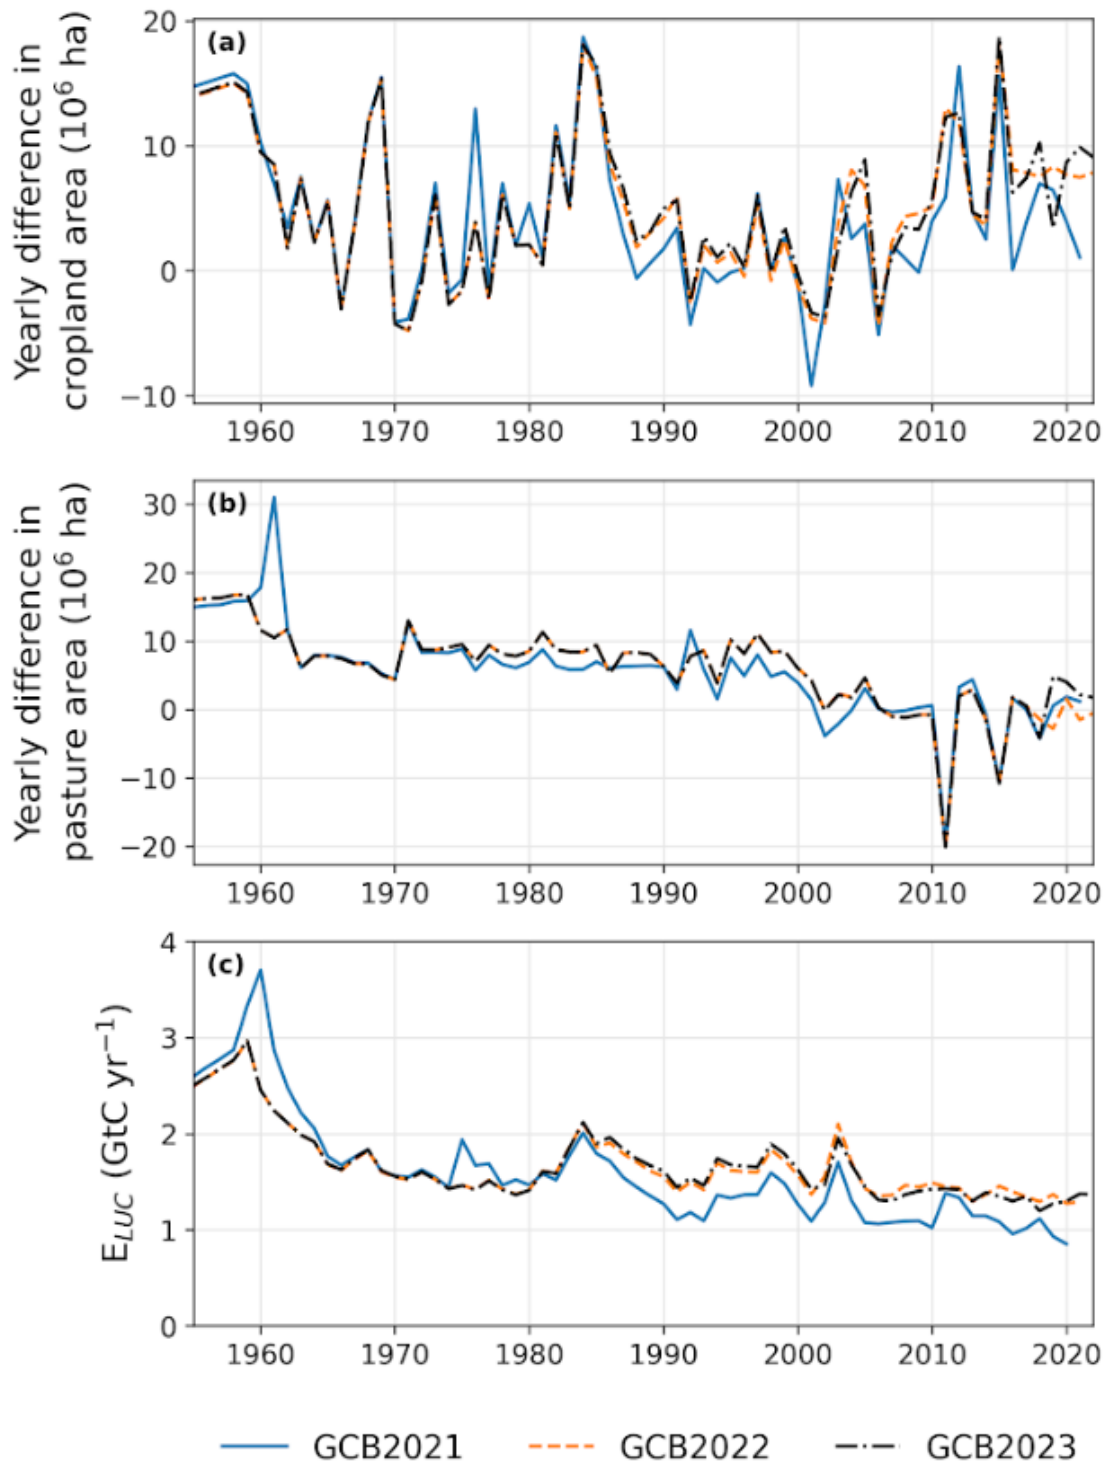 Yearly difference in
cropland area (10⁶ ha)
(a)
20
10
0
−10
1960 1970 1980 1990 2000 2010 2020
Yearly difference in
pasture area (10⁶ ha)
(b)
30
20
10
0
−10
−20
1960 1970 1980 1990 2000 2010 2020
E_LUC (GtC yr⁻¹)
(c)
4
3
2
1
0
1960 1970 1980 1990 2000 2010 2020
GCB2021 GCB2022 GCB2023